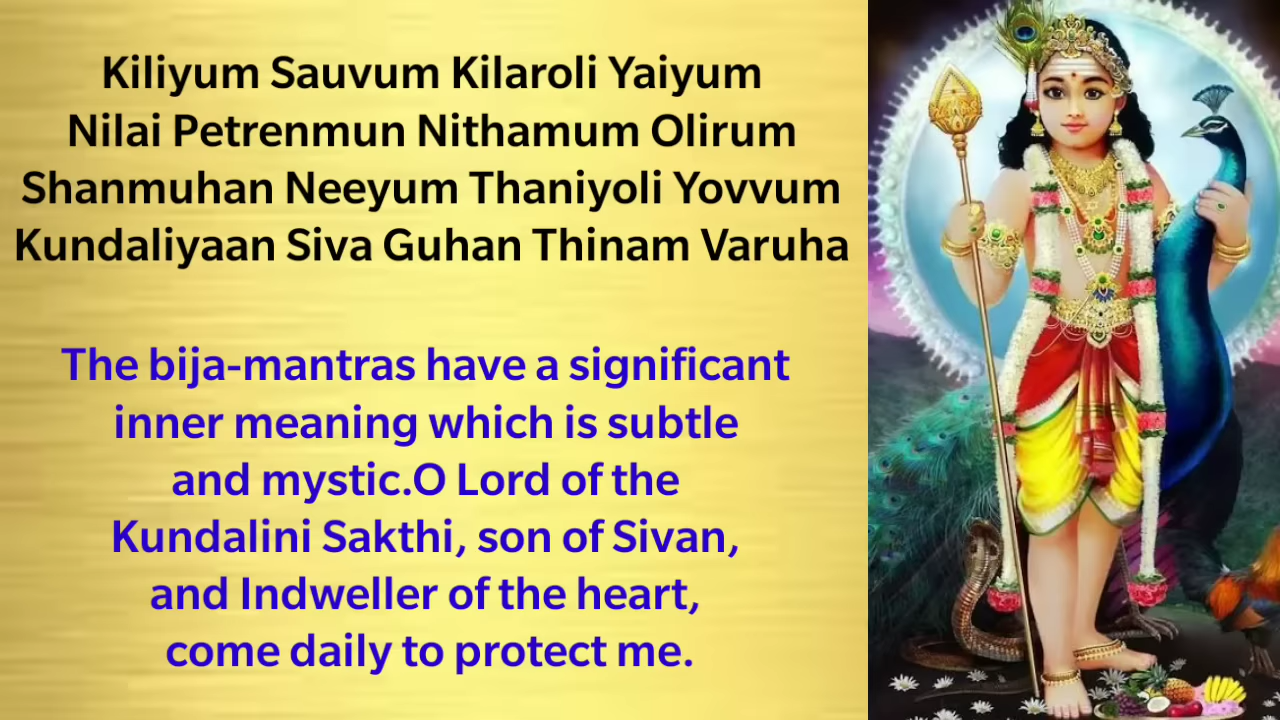 Kiliyum Sauvum Kilaroli Yaiyum
Nilai Petrenmun Nithamum Olirum
Shanmuhan Neeyum Thaniyoli Yovvum
Kundaliyaan Siva Guhan Thinam Varuha
The bija-mantras have a significant
inner meaning which is subtle
and mystic.O Lord of the
Kundalini Sakthi, son of Sivan,
and Indweller of the heart,
come daily to protect me.